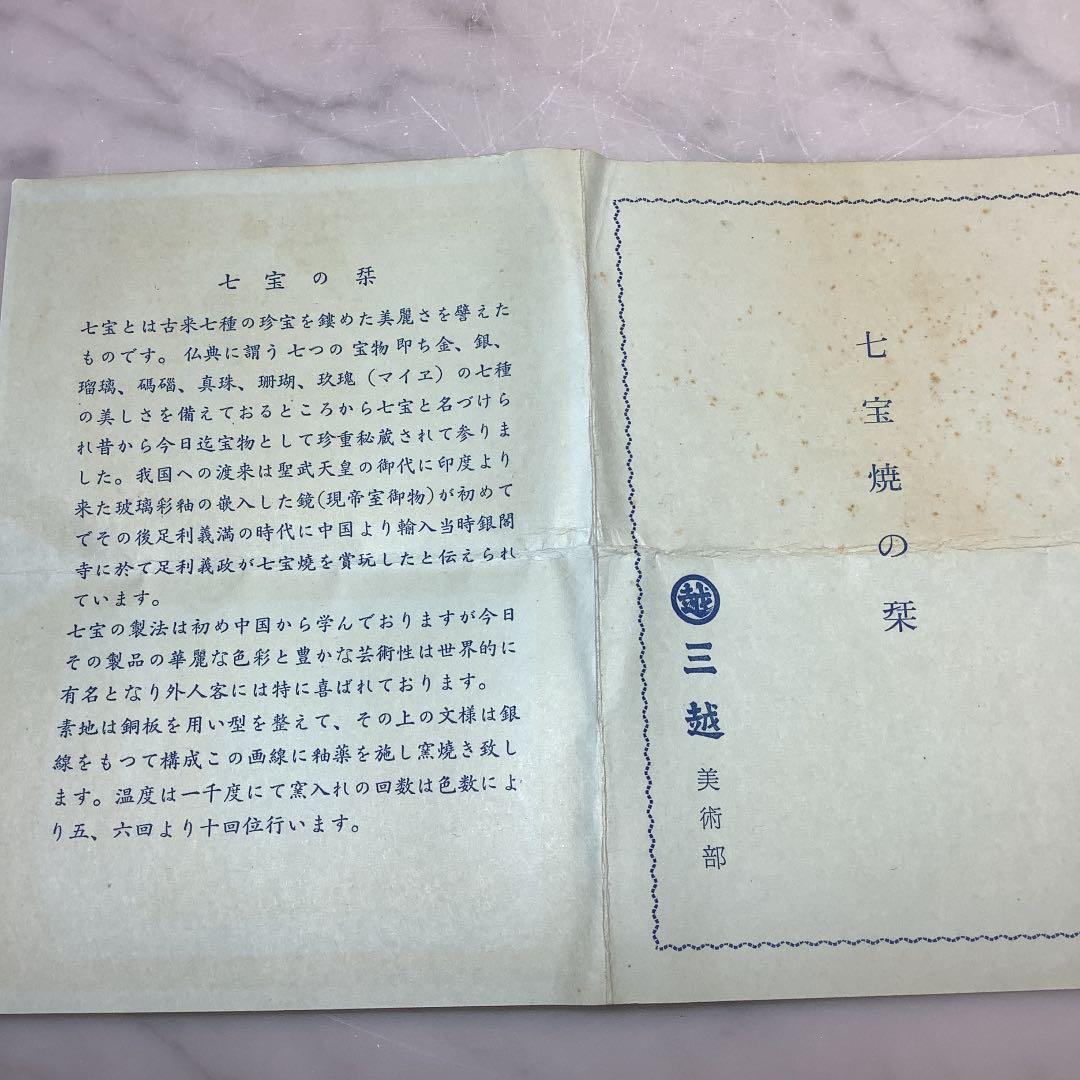 七宝の栞
七宝とは古来七種の珍宝を鏤めた美麗さを譬えた
ものです。仏典に謂う七つの宝物即ち金、銀、
瑠璃、碼碯、真珠、珊瑚、玫瑰（マイヱ）の七種
の美しさを備えておるところから七宝と名づけら
れ昔から今日迄宝物として珍重秘蔵されて参りま
した。我国への渡来は聖武天皇の御代に印度より
来た玻璃彩釉の嵌入した鏡(現帝室御物)が初めて
でその後足利義満の時代に中国より輸入当時銀閣
寺に於て足利義政が七宝燒を賞玩したと伝えられ
ています。
七宝の製法は初め中国から学んでおりますが今日
その製品の華麗な色彩と豊かな芸術性は世界的に
有名となり外人客には特に喜ばれております。
素地は銅板を用い型を整えて、その上の文様は銀
線をもつて構成この画線に釉薬を施し窯燒き致し
ます。温度は一千度にて窯入れの回数は色数によ
り五、六回より十回位行います。
七宝焼の栞
越 三越 美術部